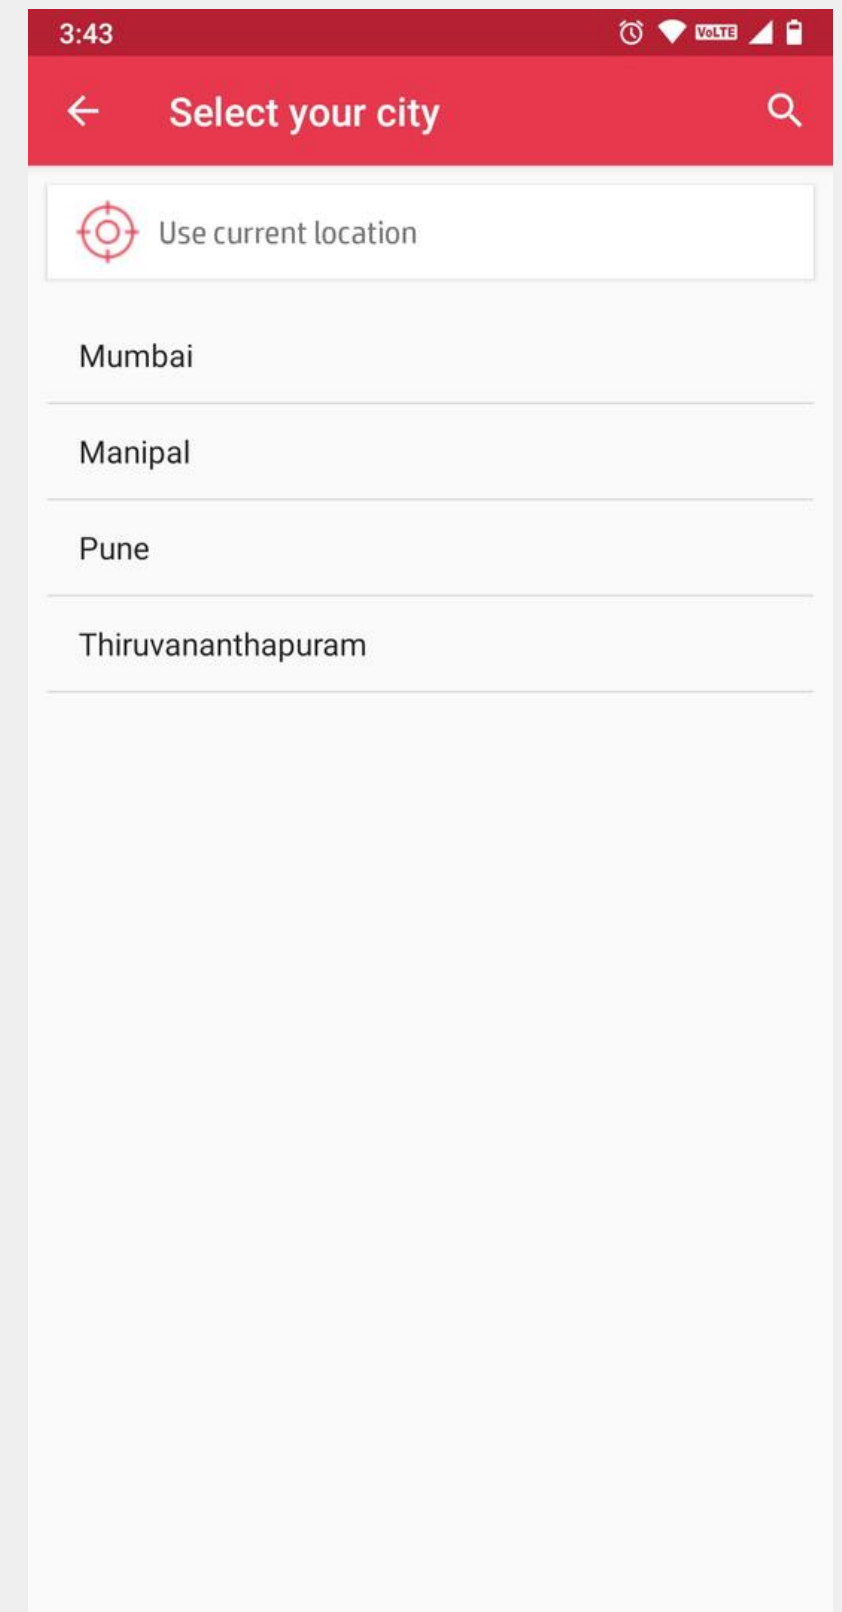 3:43
VoLTE
Select your city
Use current location
Mumbai
Manipal
Pune
Thiruvananthapuram